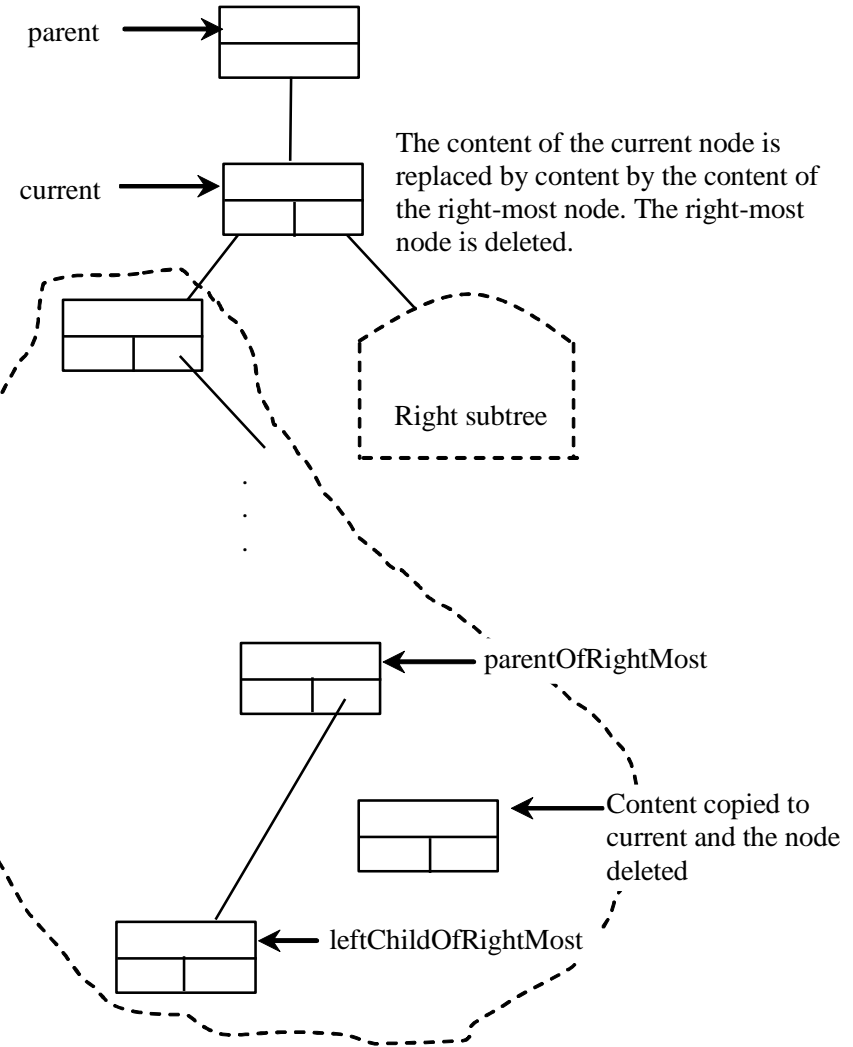 parent
The content of the current node is
replaced by content by the content of
the right-most node. The right-most
node is deleted.
current
Right subtree
.
.
.
parentOfRightMost
Content copied to
current and the node
deleted
leftChildOfRightMost